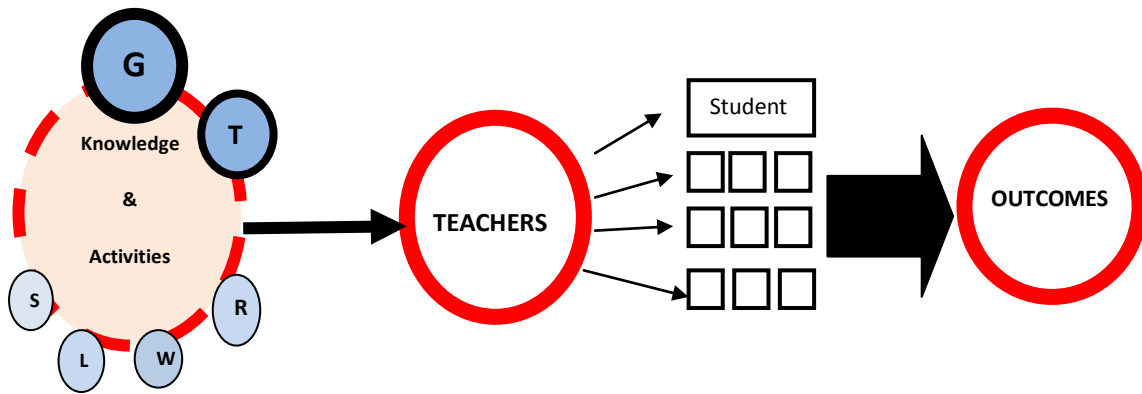 G
T
Knowledge
&
Activities
S
L
W
R
TEACHERS
Student
OUTCOMES